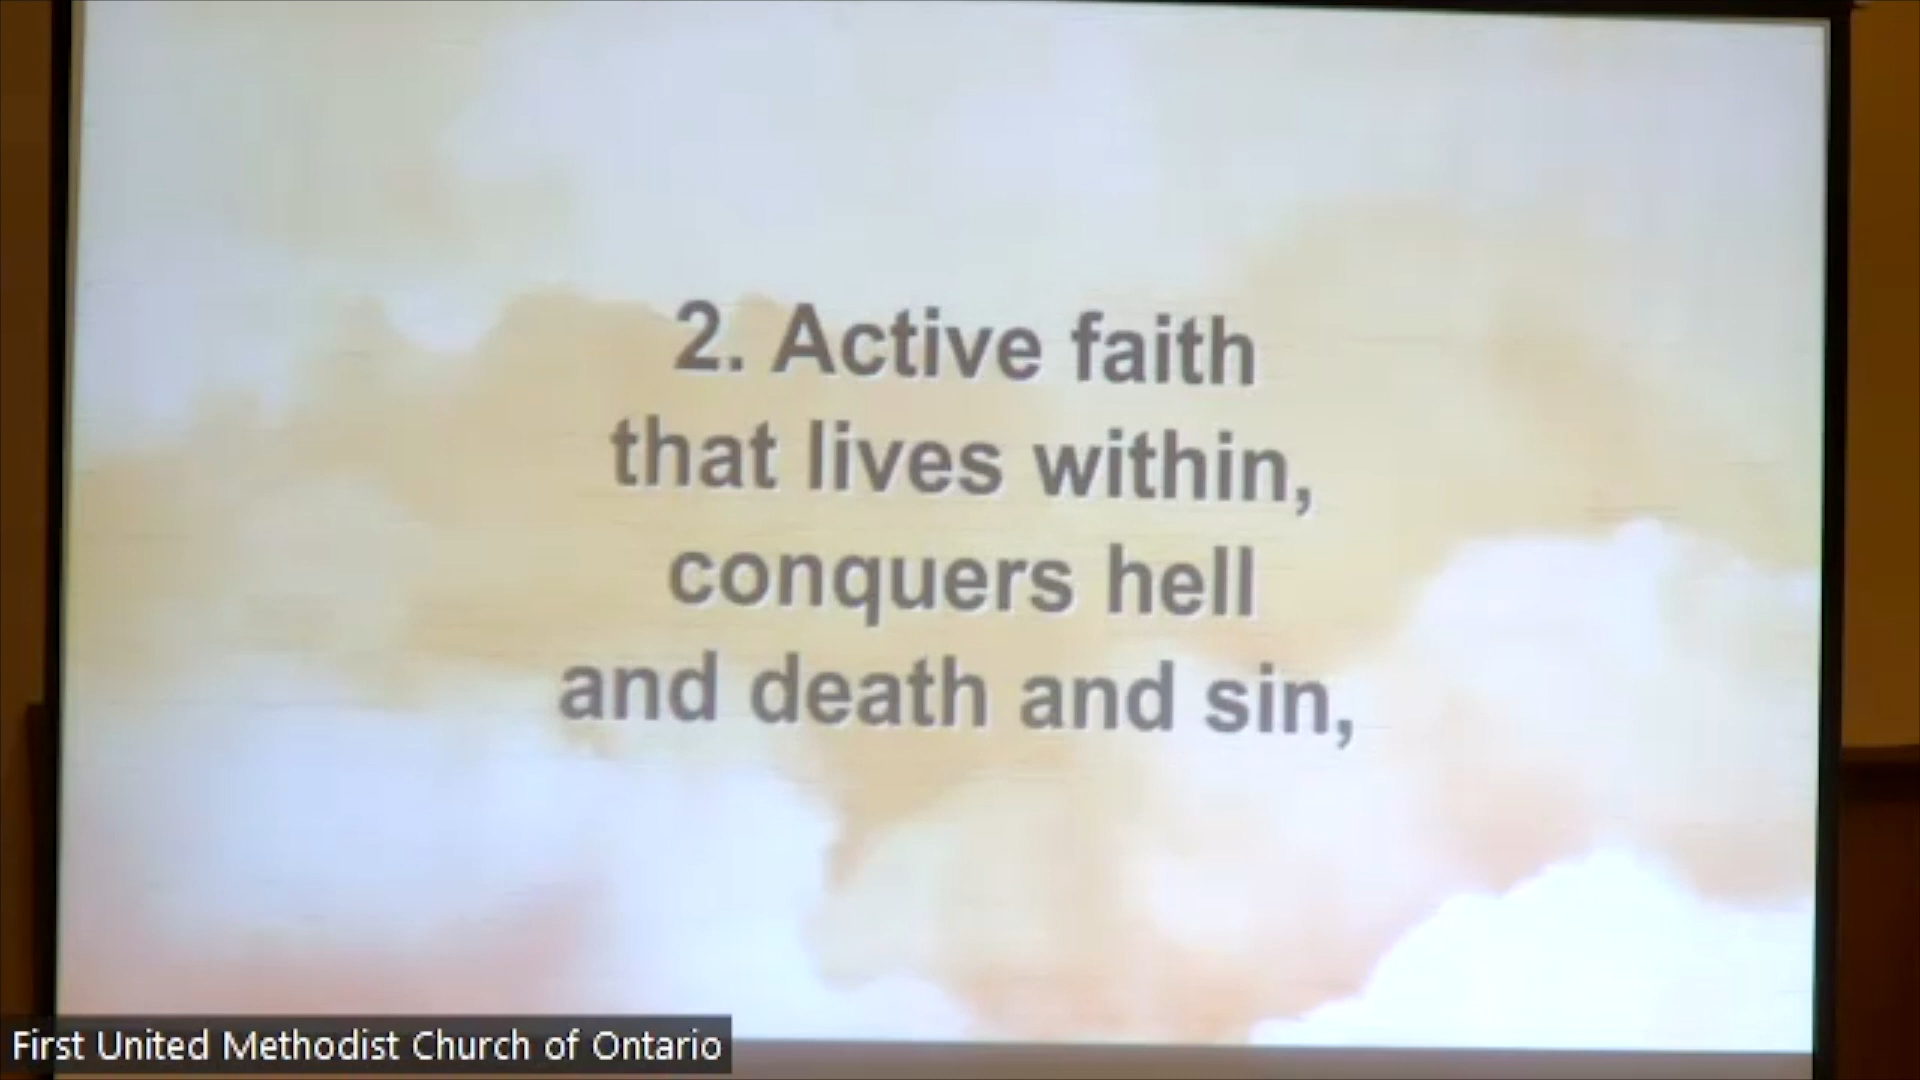 2. Active faith
that lives within,
conquers hell
and death and sin,
First United Methodist Church of Ontario